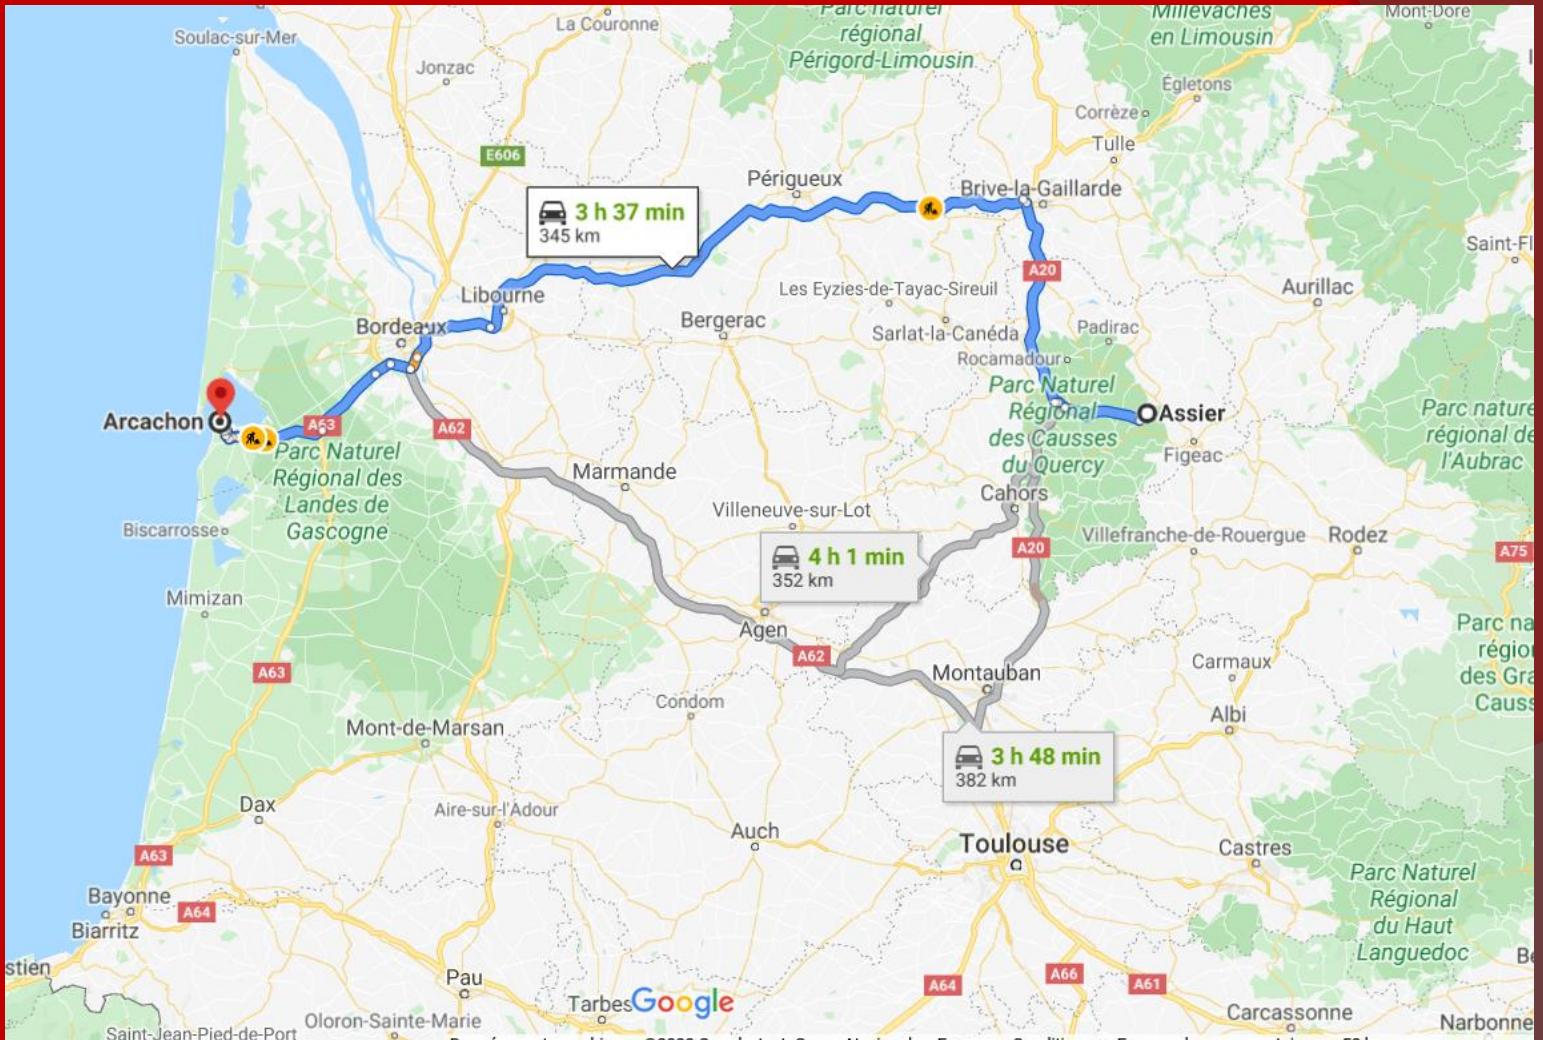 Parc naturel
régional
Périgord-Limousin
Millevaches
en Limousin
Mont-Dore
La Couronne
Soulac-sur-Mer
Jonzac
Égletons
Corrèze
Tulle
E606
Périgueux
Brive-la-Gaillarde
3 h 37 min
345 km
Saint-Fl
A20
Aurillac
Libourne
Les Eyzies-de-Tayac-Sireuil
Bordeaux
Bergerac
Sarlat-la-Canéda
Padirac
Rocamadour
Parc Naturel
Régional
des Causses
du Quercy
Arcachon
A63
A62
Assier
Parc nature
régional de
l'Aubrac
Figeac
Parc Naturel
Régional des
Landes de
Gascogne
Marmande
Cahors
Villeneuve-sur-Lot
Biscarrosse
Villefranche-de-Rouergue
Rodez
A20
A75
4 h 1 min
352 km
Mimizan
Agen
A62
Parc na
région
des Gra
Causs
A63
Montauban
Carmaux
Condom
Albi
Mont-de-Marsan
3 h 48 min
382 km
Dax
Aire-sur-l'Adour
Auch
Toulouse
Castres
A63
Parc Naturel
Régional
du Haut
Languedoc
Bayonne
A64
Biarritz
stien
Pau
A64
A66
A61
Be
Tarbes
Google
Carcassonne
Narbonne
Oloron-Sainte-Marie
Saint-Jean-Pied-de-Port